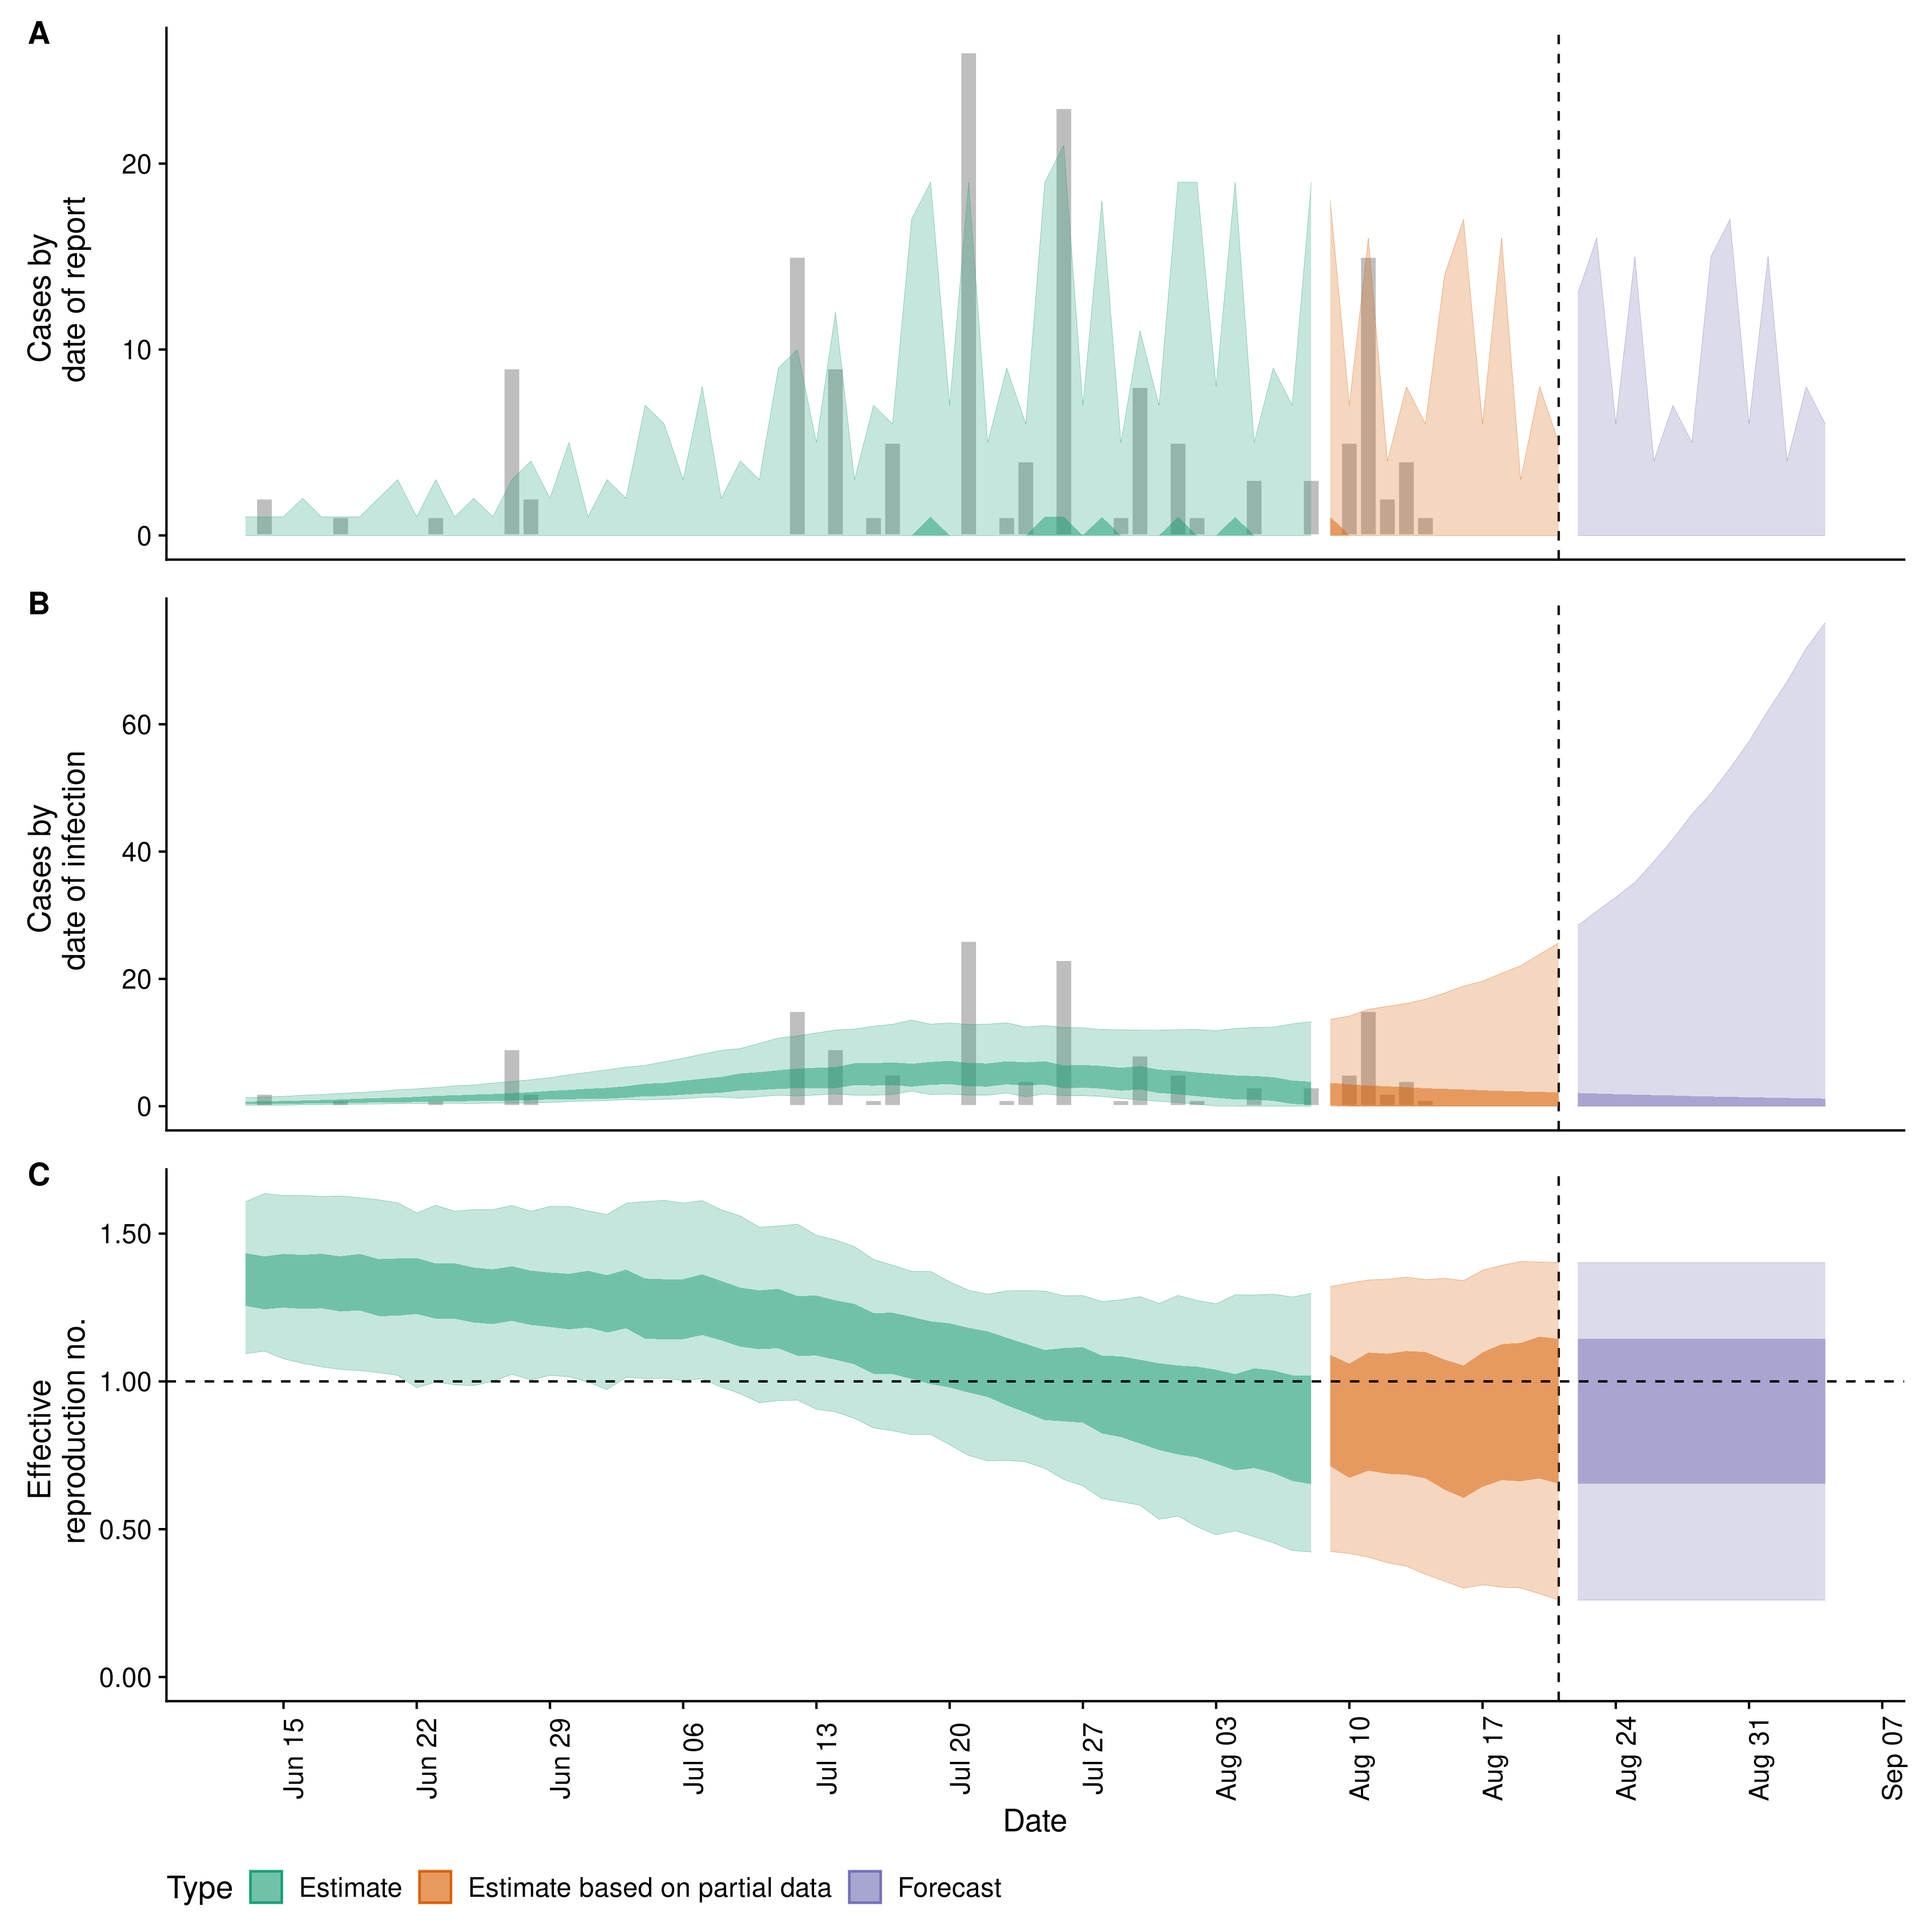 A
Cases by
date of report
20
10
0
B
Cases by
date of infection
60
40
20
0
C
Effective
reproduction no.
1.50
1.00
0.50
0.00
Jun 15
Jun 22
Jun 29
Jul 06
Jul 13
Jul 20
Jul 27
Aug 03
Aug 10
Aug 17
Aug 24
Aug 31
Sep 07
Date
Type Estimate Estimate based on partial data Forecast